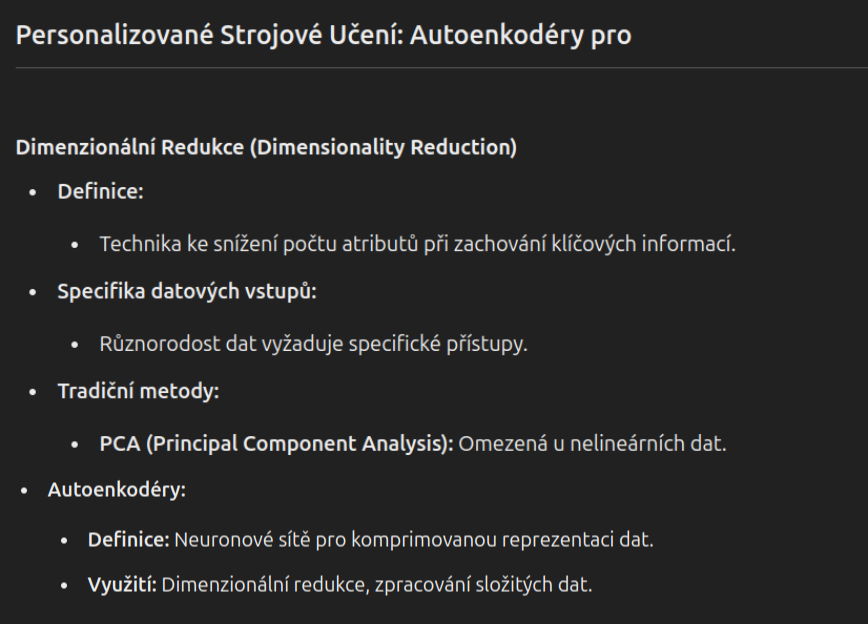 Personalizované Strojové Učení: Autoenkodéry pro
Dimenzionální Redukce (Dimensionality Reduction)
• Definice:
• Technika ke snížení počtu atributů při zachování klíčových informací.
• Specifika datových vstupů:
• Různorodost dat vyžaduje specifické přístupy.
• Tradiční metody:
• PCA (Principal Component Analysis): Omezená u nelineárních dat.
• Autoenkodéry:
• Definice: Neuronové sítě pro komprimovanou reprezentaci dat.
• Využití: Dimenzionální redukce, zpracování složitých dat.